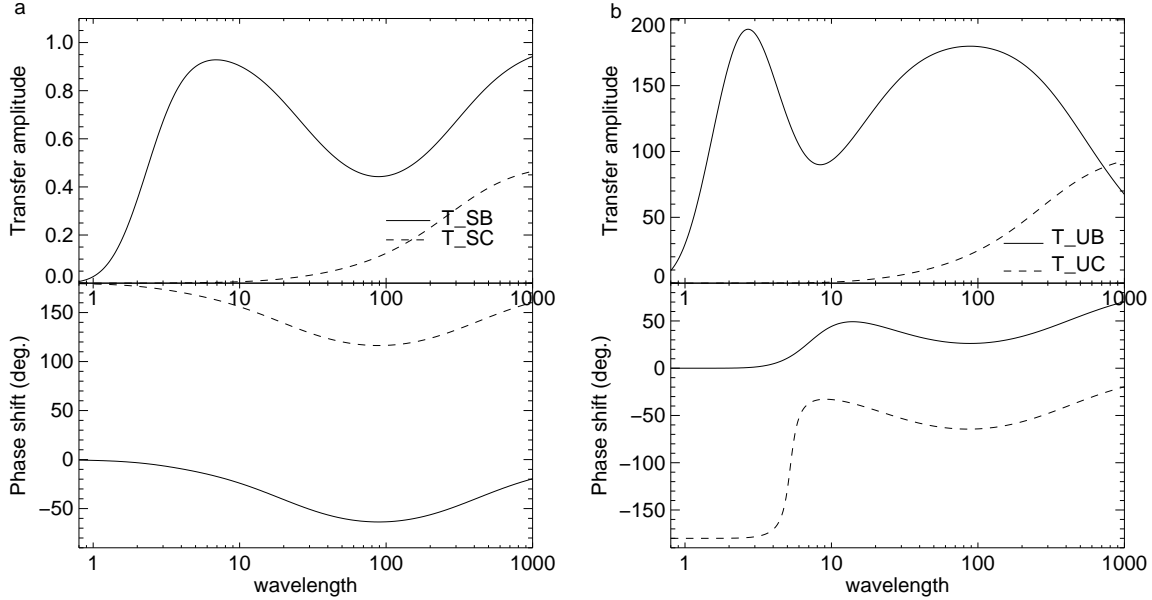 a
Transfer amplitude
1.0
0.8
0.6
0.4
0.2
0.0
T_SB
T_SC
1 10 100 1000
Phase shift (deg.)
150
100
50
0
−50
1 10 100 1000
wavelength
b
Transfer amplitude
200
150
100
50
0
T_UB
T_UC
1 10 100 1000
Phase shift (deg.)
50
0
−50
−100
−150
1 10 100 1000
wavelength